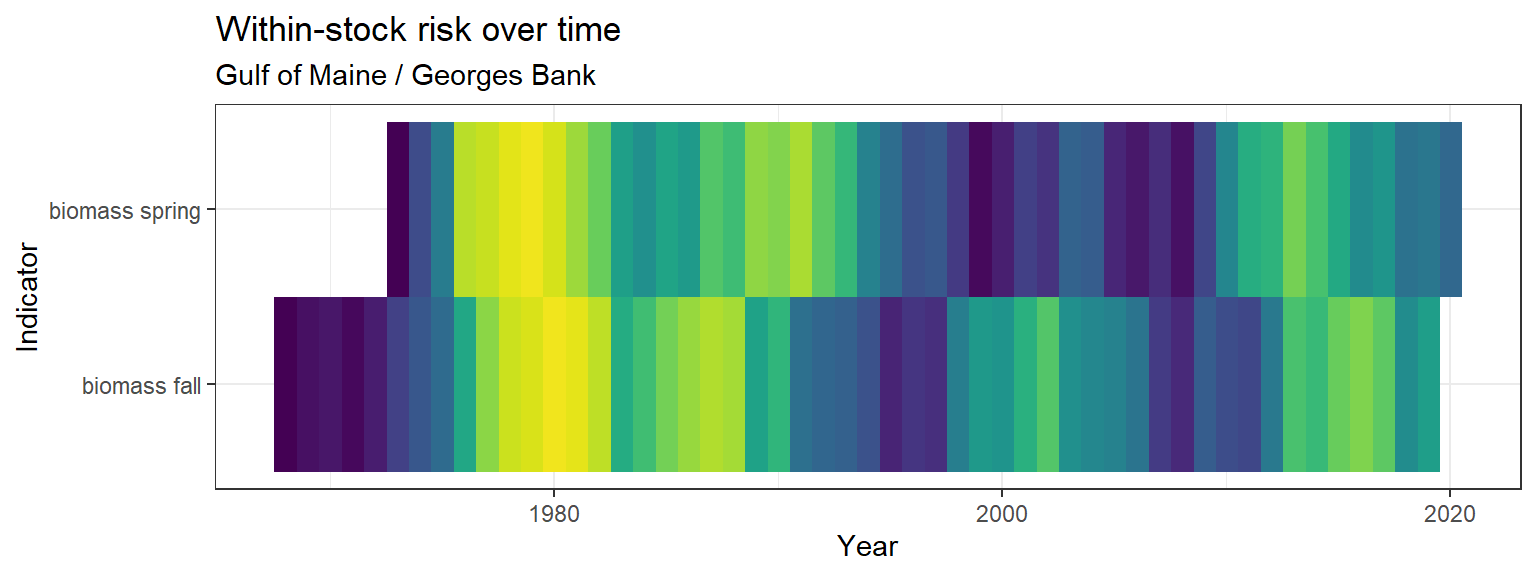 Within-stock risk over time
Gulf of Maine / Georges Bank
Indicator
biomass spring
biomass fall
1980
2000
2020
Year